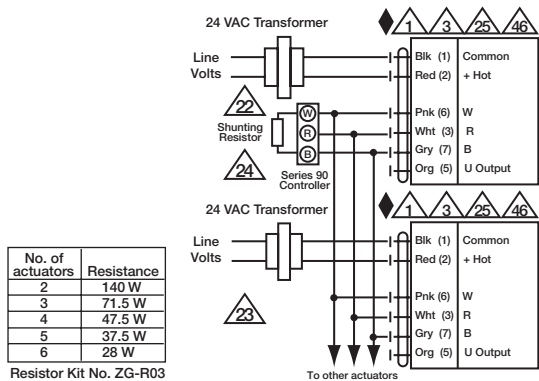 24 VAC Transformer
1 3 25 46
Line
Volts
Blk (1) Common
Red (2) + Hot
22
Shunting
Resistor
24
W
R
B
Series 90
Controller
Pnk (6) W
Wht (3) R
Gry (7) B
Org (5) U Output
24 VAC Transformer
1 3 25 46
Line
Volts
Blk (1) Common
Red (2) + Hot
23
Pnk (6) W
Wht (3) R
Gry (7) B
Org (5) U Output
To other actuators
No. of
actuators Resistance
2 140 W
3 71.5 W
4 47.5 W
5 37.5 W
6 28 W
Resistor Kit No. ZG-R03